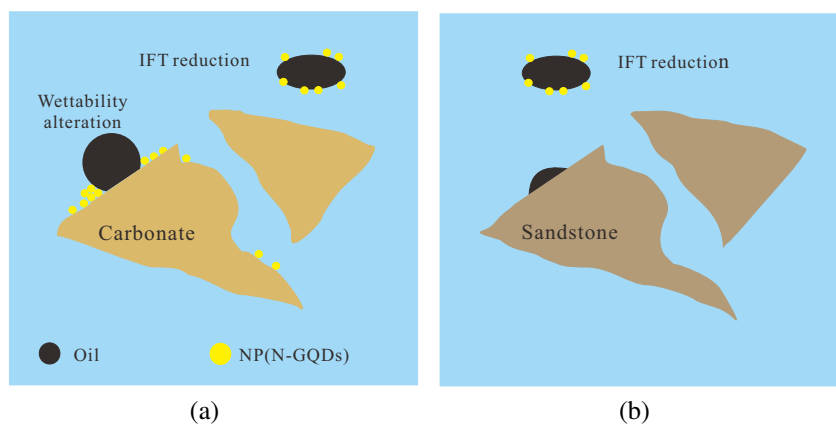 IFT reduction
Wettability
alteration
Carbonate
Oil
NP(N-GQDs)
(a)
IFT reduction
Sandstone
(b)